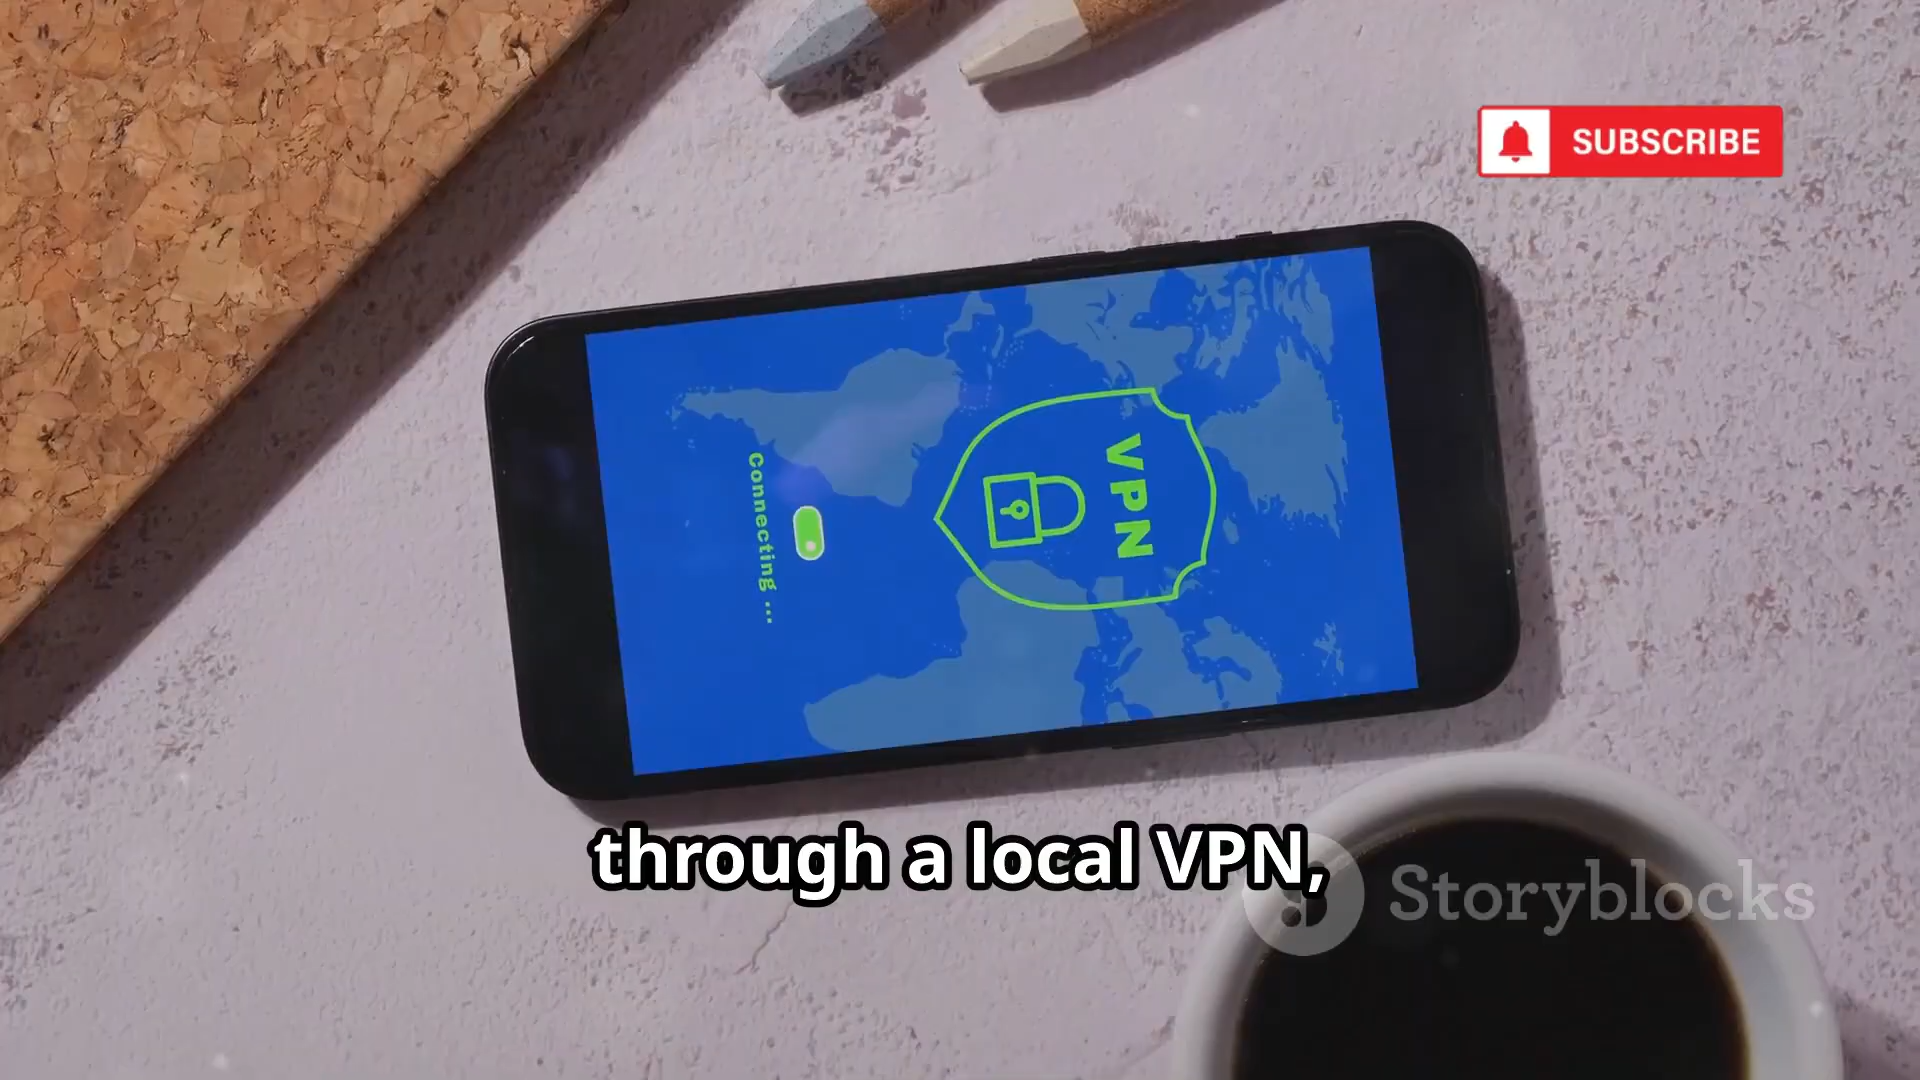 SUBSCRIBE
VPN
Connecting ...
through a local VPN,
Storyblocks